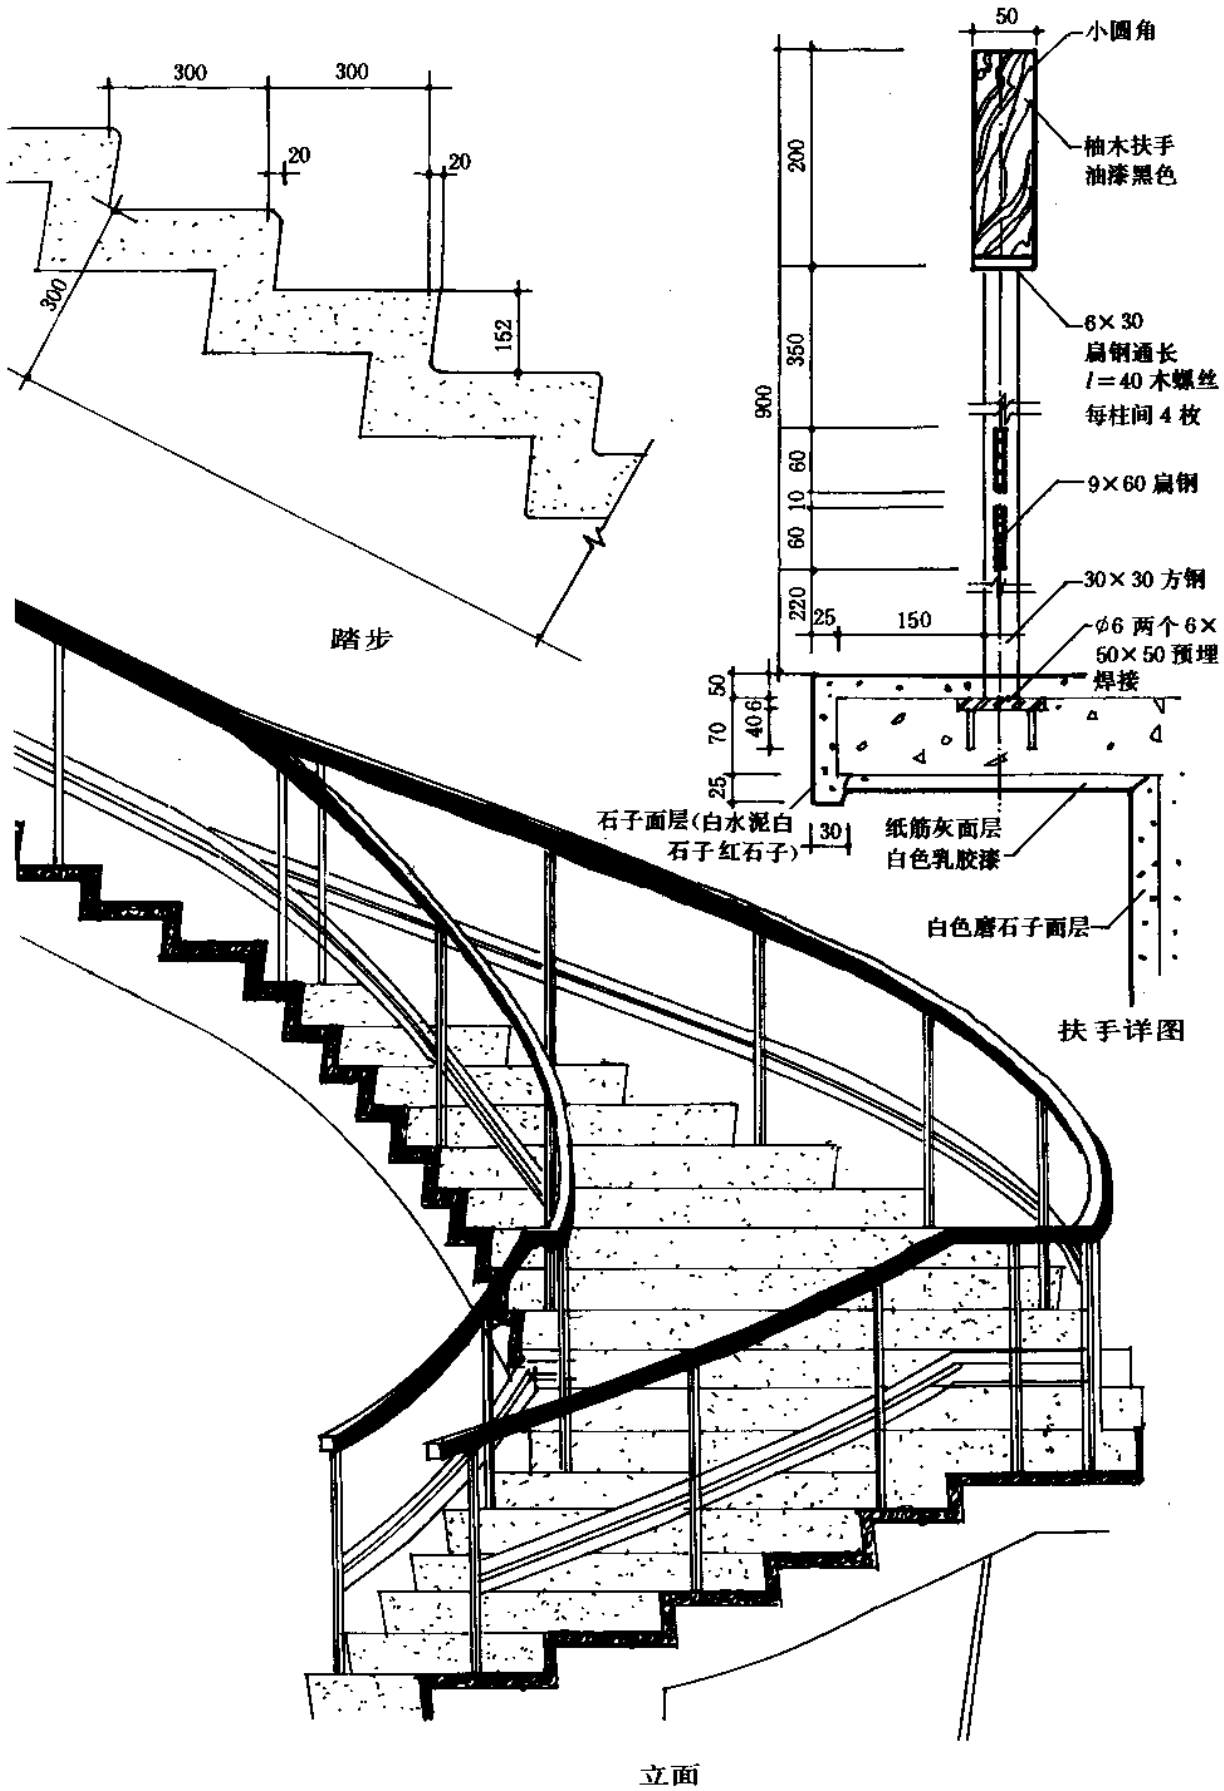 300
300
20
20
300
152
踏步
50
小圆角
柚木扶手
油漆黑色
200
6×30
扁钢通长
l=40 木螺丝
每柱间 4 枚
350
900
60
10
60
220
9×60 扁钢
30×30 方钢
25
150
φ6 两个 6×
50×50 预埋
焊接
50
6
40
70
25
30
石子面层(白水泥白
石子红石子)
纸筋灰面层
白色乳胶漆
白色磨石子面层
扶手详图
立面